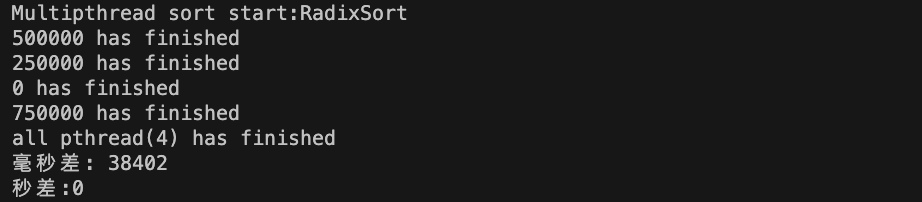 Multipthread sort start:RadixSort
500000 has finished
250000 has finished
0 has finished
750000 has finished
all pthread(4) has finished
毫秒差: 38402
秒差:0